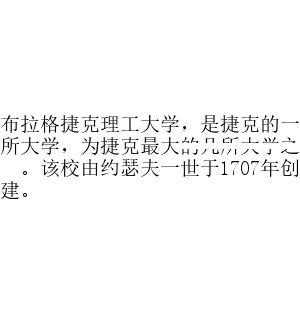 布拉格捷克理工大学，是捷克的一
所大学，为捷克最大的几所大学之
。该校由约瑟夫一世于1707年创
建。